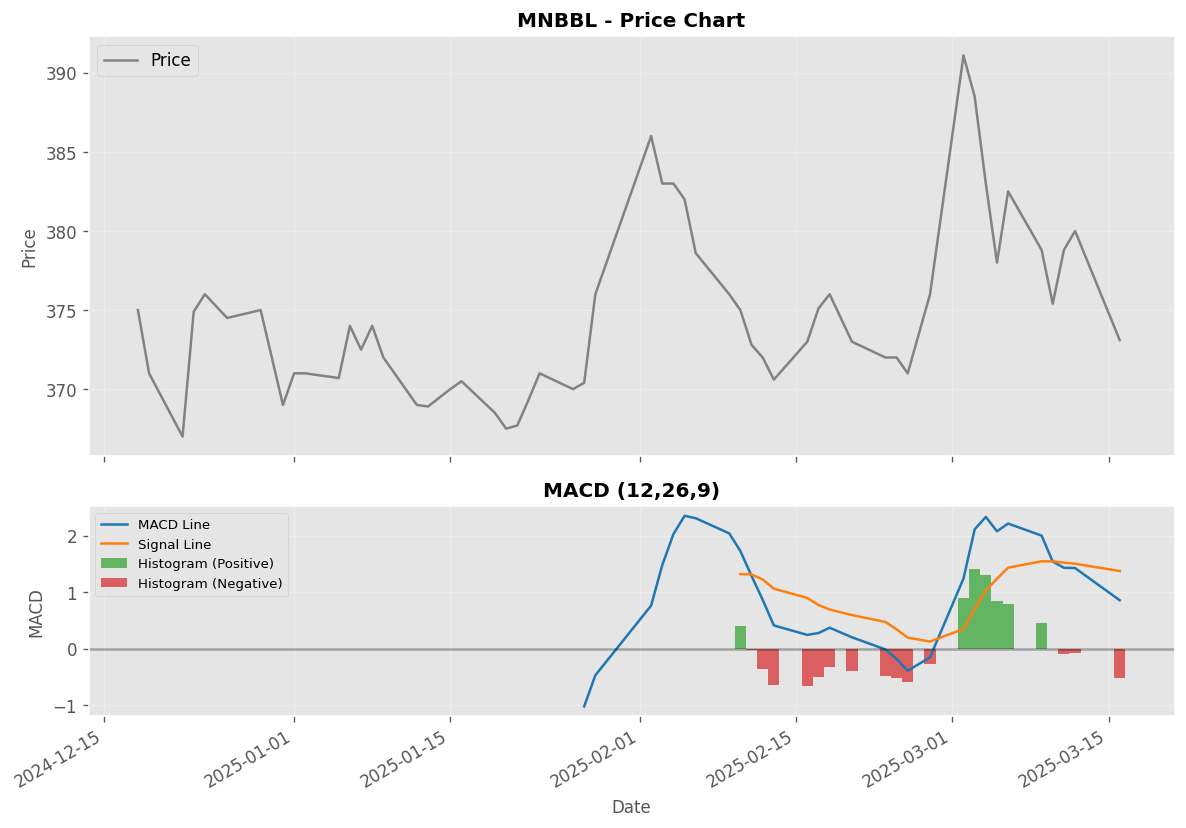 MNBBL - Price Chart
Price
390
385
380
375
370
Price
MACD (12,26,9)
MACD Line
Signal Line
Histogram (Positive)
Histogram (Negative)
2
1
0
−1
MACD
2024-12-15
2025-01-01
2025-01-15
2025-02-01
2025-02-15
2025-03-01
2025-03-15
Date